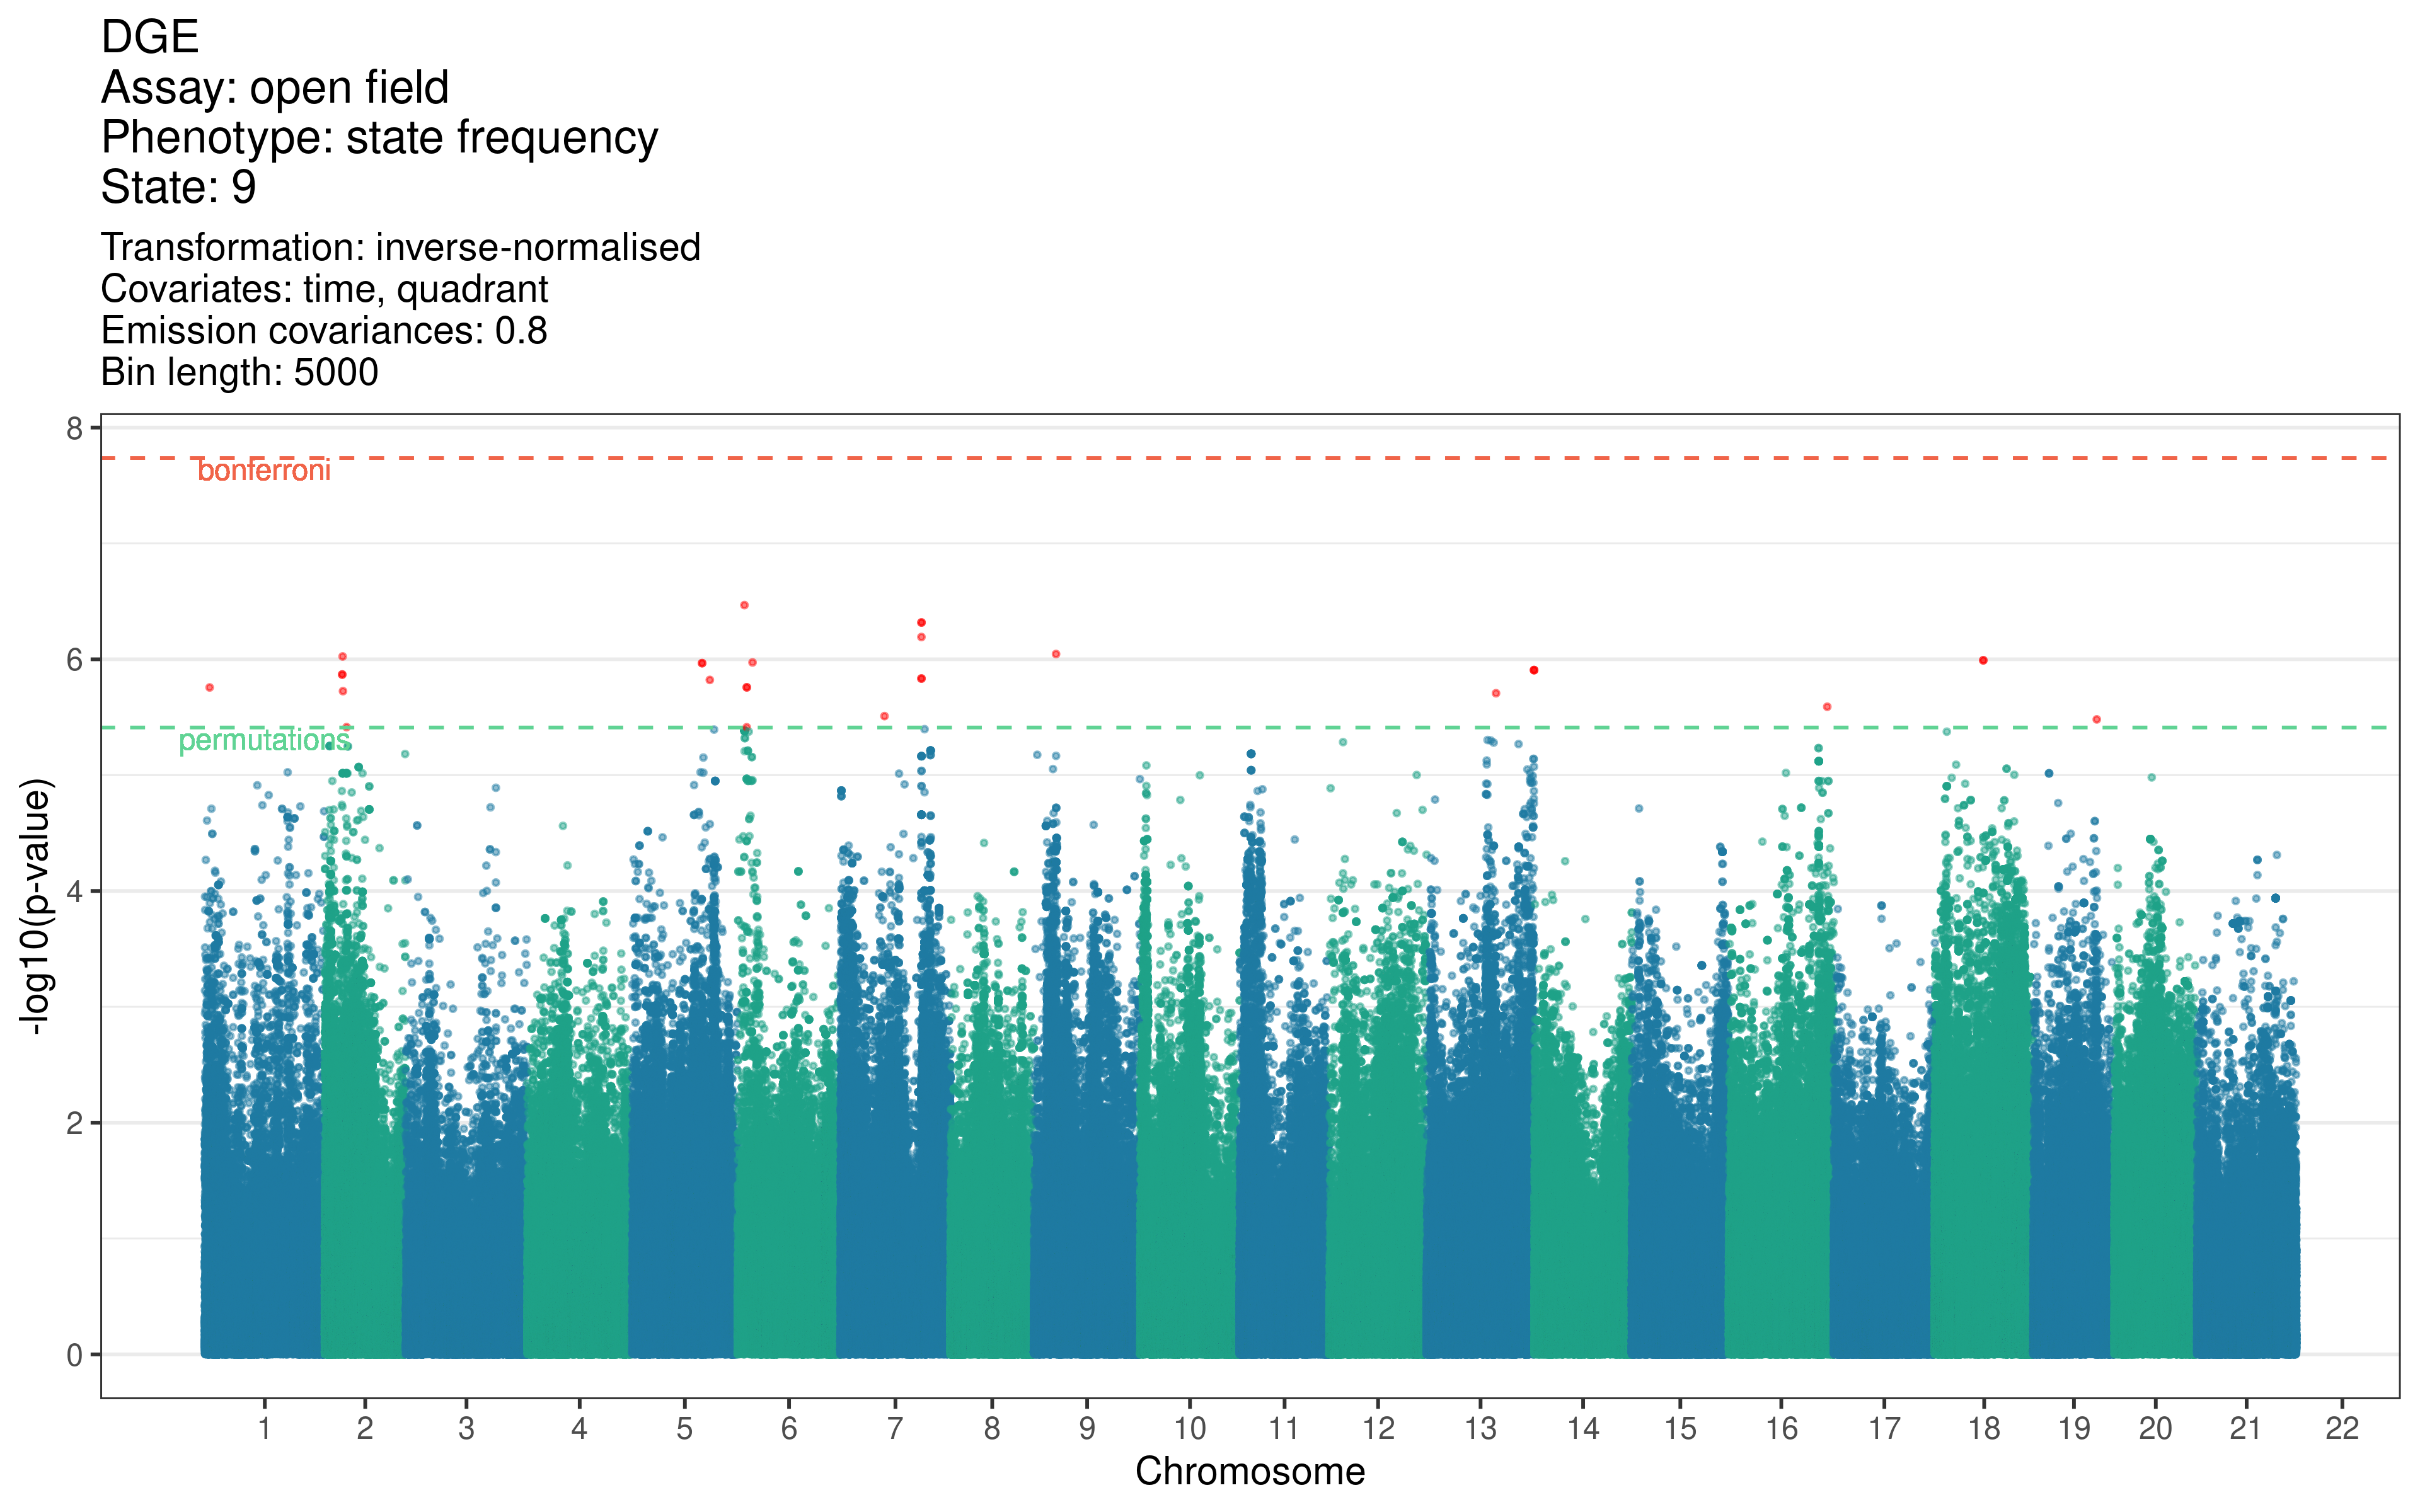 DGE
Assay: open field
Phenotype: state frequency
State: 9
Transformation: inverse-normalised
Covariates: time, quadrant
Emission covariances: 0.8
Bin length: 5000
8
bonferroni
6
permutations
4
2
0
-log10(p-value)
1 2 3 4 5 6 7 8 9 10 11 12 13 14 15 16 17 18 19 20 21 22
Chromosome